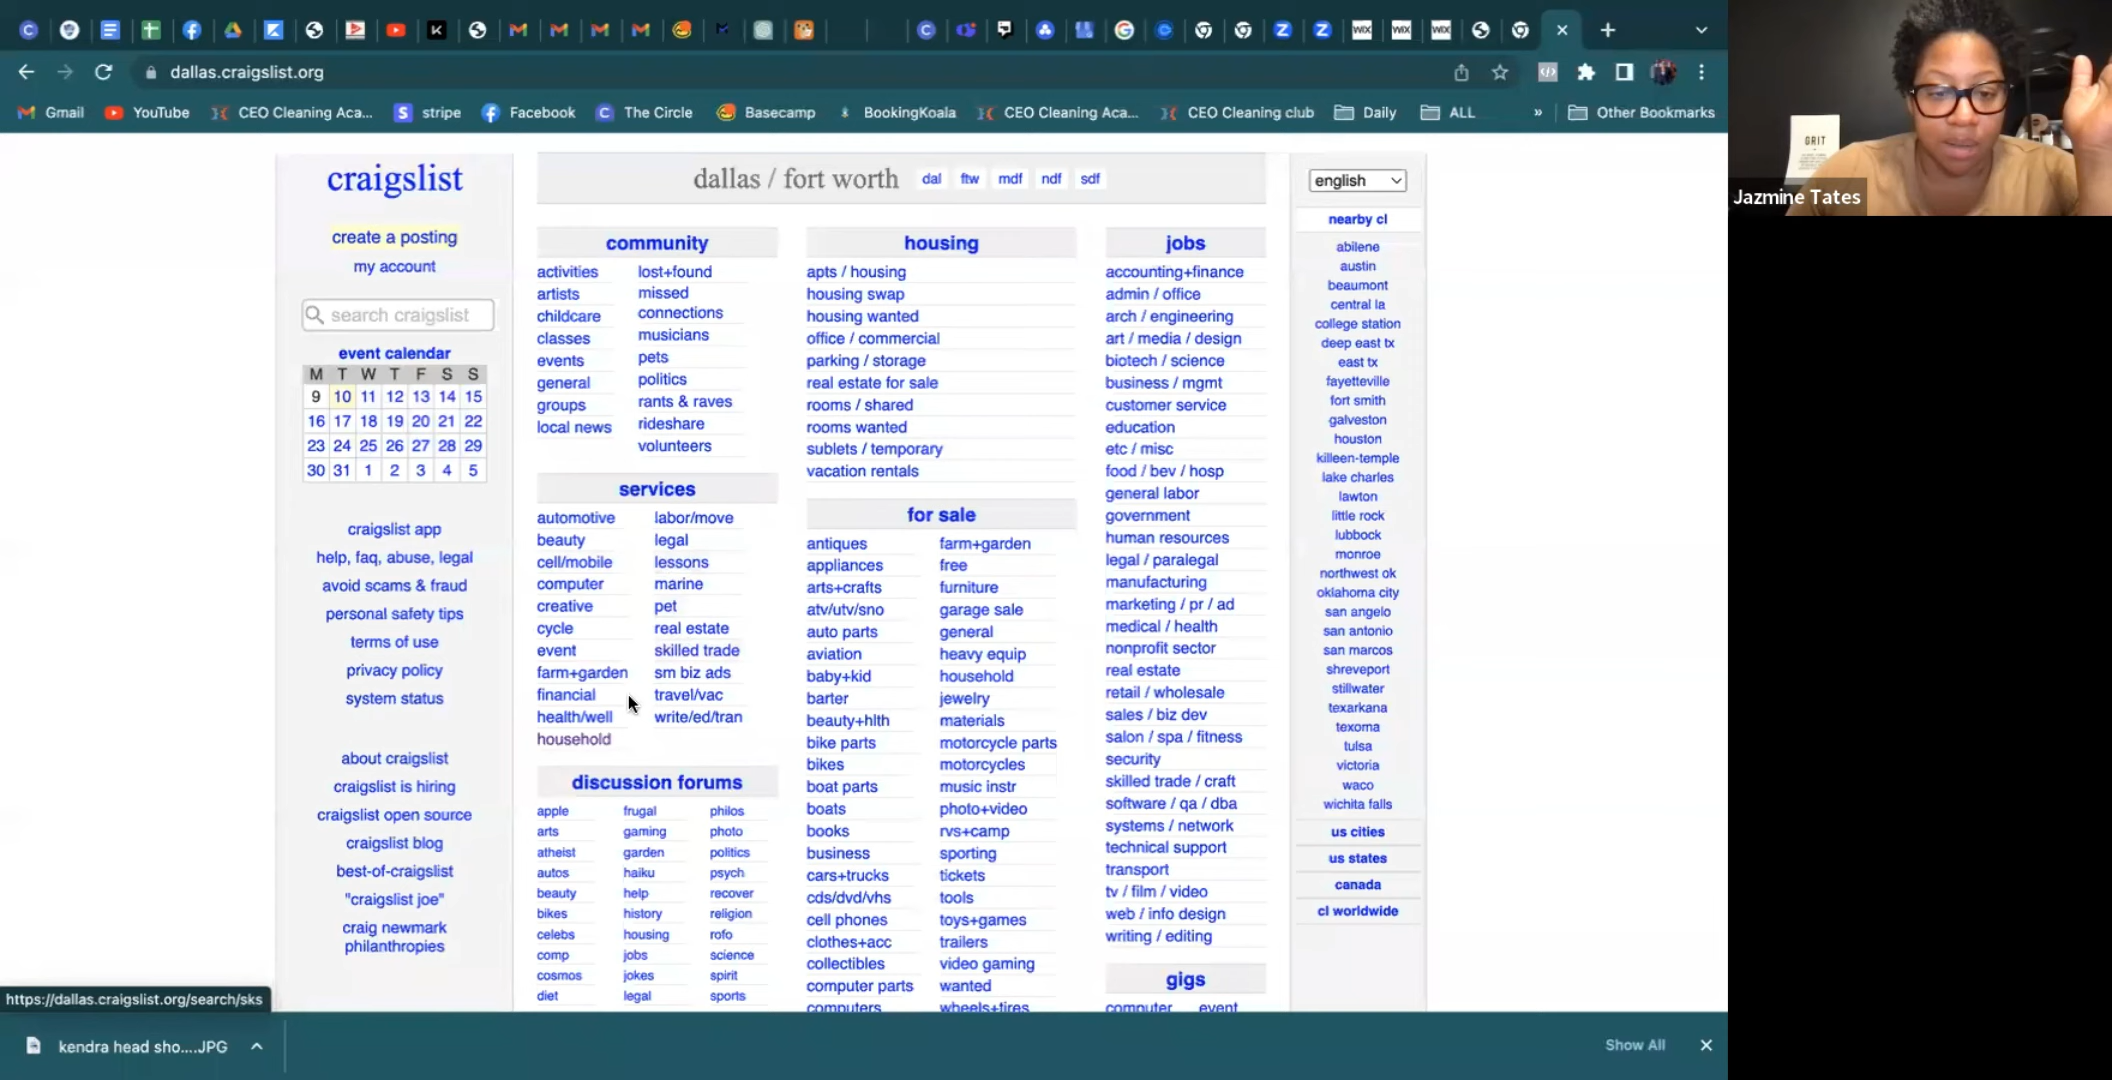 dallas.craigslist.org
Gmail YouTube CEO Cleaning Aca... stripe Facebook The Circle Basecamp BookingKoala CEO Cleaning Aca... CEO Cleaning club Daily ALL » Other Bookmarks
craigslist
create a posting
my account
search craigslist
event calendar
M T W T F S S
9 10 11 12 13 14 15
16 17 18 19 20 21 22
23 24 25 26 27 28 29
30 31 1 2 3 4 5
craigslist app
help, faq, abuse, legal
avoid scams & fraud
personal safety tips
terms of use
privacy policy
system status
about craigslist
craigslist is hiring
craigslist open source
craigslist blog
best-of-craigslist
"craigslist joe"
craig newmark
philanthropies
dallas / fort worth dal ftw mdf ndf sdf
community
activities
artists
childcare
classes
events
general
groups
local news
lost+found
missed
connections
musicians
pets
politics
rants & raves
rideshare
volunteers
services
automotive
beauty
cell/mobile
computer
creative
cycle
event
farm+garden
financial
health/well
household
labor/move
legal
lessons
marine
pet
real estate
skilled trade
sm biz ads
travel/vac
write/ed/tran
discussion forums
apple
arts
atheist
autos
beauty
bikes
celebs
comp
cosmos
diet
frugal
gaming
garden
haiku
help
history
housing
jobs
jokes
legal
philos
photo
politics
psych
recover
religion
rofo
science
spirit
sports
housing
apts / housing
housing swap
housing wanted
office / commercial
parking / storage
real estate for sale
rooms / shared
rooms wanted
sublets / temporary
vacation rentals
for sale
antiques
appliances
arts+crafts
atv/utv/sno
auto parts
aviation
baby+kid
barter
beauty+hlth
bike parts
bikes
boat parts
boats
books
business
cars+trucks
cds/dvd/vhs
cell phones
clothes+acc
collectibles
computer parts
computers
farm+garden
free
furniture
garage sale
general
heavy equip
household
jewelry
materials
motorcycle parts
motorcycles
music instr
photo+video
rvs+camp
sporting
tickets
tools
toys+games
trailers
video gaming
wanted
wheels+tires
jobs
accounting+finance
admin / office
arch / engineering
art / media / design
biotech / science
business / mgmt
customer service
education
etc / misc
food / bev / hosp
general labor
government
human resources
legal / paralegal
manufacturing
marketing / pr / ad
medical / health
nonprofit sector
real estate
retail / wholesale
sales / biz dev
salon / spa / fitness
security
skilled trade / craft
software / qa / dba
systems / network
technical support
transport
tv / film / video
web / info design
writing / editing
gigs
computer event
english
nearby cl
abilene
austin
beaumont
central la
college station
deep east tx
east tx
fayetteville
fort smith
galveston
houston
killeen-temple
lake charles
lawton
little rock
lubbock
monroe
northwest ok
oklahoma city
san angelo
san antonio
san marcos
shreveport
stillwater
texarkana
texoma
tulsa
victoria
waco
wichita falls
us cities
us states
canada
cl worldwide
https://dallas.craigslist.org/search/sks
kendra head sho....JPG
Show All
GRIT
Jazmine Tates